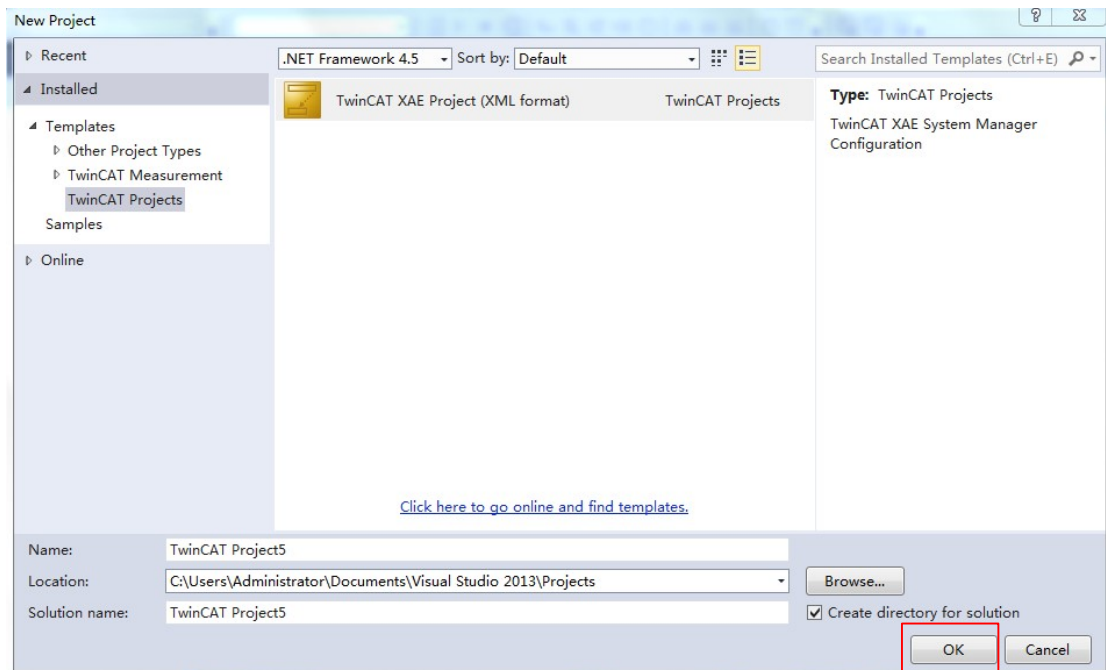 New Project
Recent
.NET Framework 4.5 Sort by: Default
Search Installed Templates (Ctrl+E)
Installed
TwinCAT XAE Project (XML format) TwinCAT Projects
Type: TwinCAT Projects
TwinCAT XAE System Manager
Configuration
Templates
Other Project Types
TwinCAT Measurement
TwinCAT Projects
Samples
Online
Click here to go online and find templates.
Name: TwinCAT Project5
Location: C:\Users\Administrator\Documents\Visual Studio 2013\Projects Browse...
Solution name: TwinCAT Project5 Create directory for solution
OK Cancel